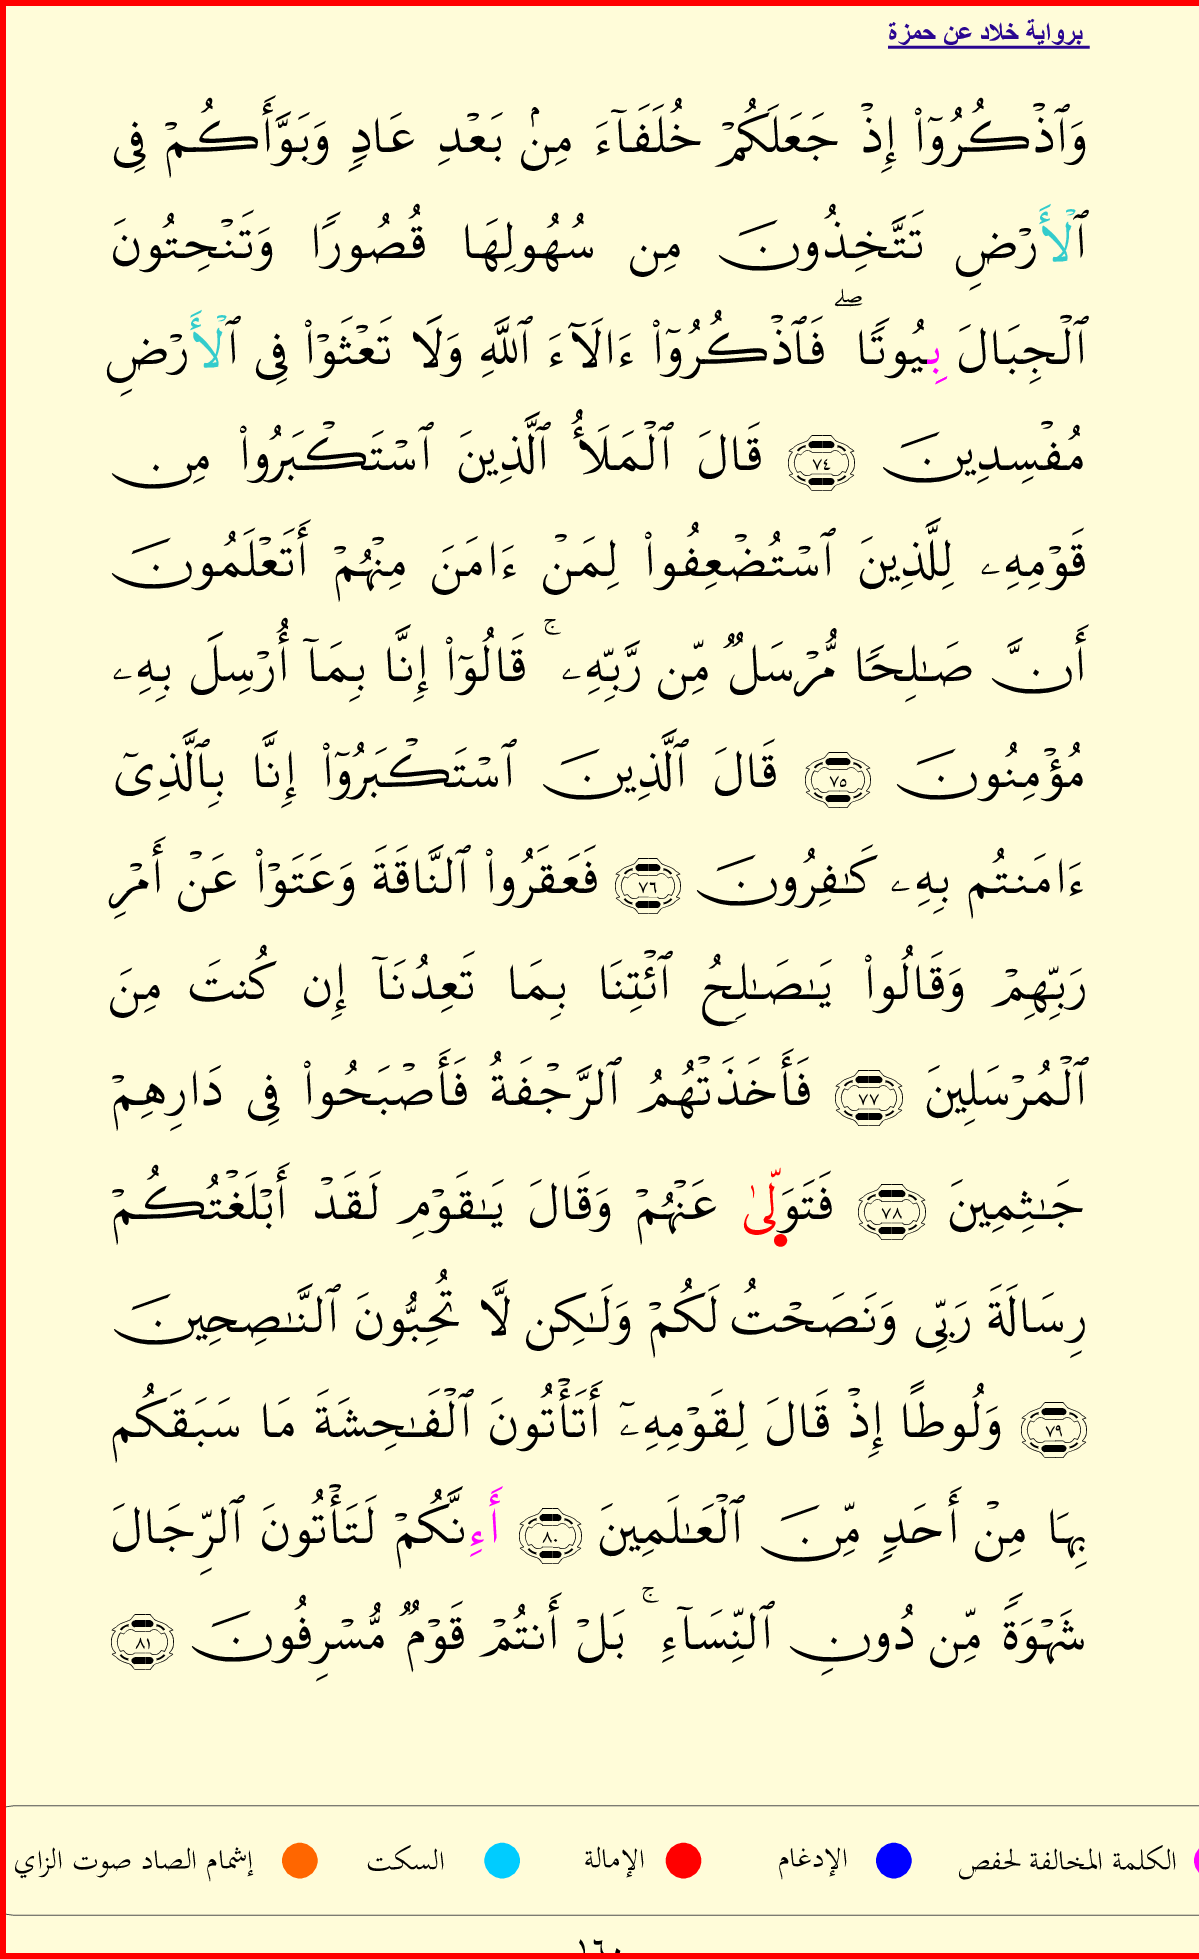 برواية خلاد عن حمزة
وَٱذۡكُرُوٓاْ إِذۡ جَعَلَكُمۡ خُلَفَآءَ مِنۢ بَعۡدِ عَادٖ وَبَوَّأَكُمۡ فِي
ٱلۡأَرۡضِ تَتَّخِذُونَ مِن سُهُولِهَا قُصُورٗا وَتَنۡحِتُونَ
ٱلۡجِبَالَ بِيُوتٗاۖ فَٱذۡكُرُوٓاْ ءَالَآءَ ٱللَّهِ وَلَا تَعۡثَوۡاْ فِي ٱلۡأَرۡضِ
مُفۡسِدِينَ ٧٤ قَالَ ٱلۡمَلَأُ ٱلَّذِينَ ٱسۡتَكۡبَرُواْ مِن
قَوۡمِهِۦ لِلَّذِينَ ٱسۡتُضۡعِفُواْ لِمَنۡ ءَامَنَ مِنۡهُمۡ أَتَعۡلَمُونَ
أَنَّ صَٰلِحٗا مُّرۡسَلٞ مِّن رَّبِّهِۦۚ قَالُوٓاْ إِنَّا بِمَآ أُرۡسِلَ بِهِۦ
مُؤۡمِنُونَ ٧٥ قَالَ ٱلَّذِينَ ٱسۡتَكۡبَرُوٓاْ إِنَّا بِٱلَّذِيٓ
ءَامَنتُم بِهِۦ كَٰفِرُونَ ٧٦ فَعَقَرُواْ ٱلنَّاقَةَ وَعَتَوۡاْ عَنۡ أَمۡرِ
رَبِّهِمۡ وَقَالُواْ يَٰصَٰلِحُ ٱئۡتِنَا بِمَا تَعِدُنَآ إِن كُنتَ مِنَ
ٱلۡمُرۡسَلِينَ ٧٧ فَأَخَذَتۡهُمُ ٱلرَّجۡفَةُ فَأَصۡبَحُواْ فِي دَارِهِمۡ
جَٰثِمِينَ ٧٨ فَتَوَلّٜىٰ عَنۡهُمۡ وَقَالَ يَٰقَوۡمِ لَقَدۡ أَبۡلَغۡتُكُمۡ
رِسَالَةَ رَبِّي وَنَصَحۡتُ لَكُمۡ وَلَٰكِن لَّا تُحِبُّونَ ٱلنَّٰصِحِينَ
٧٩ وَلُوطًا إِذۡ قَالَ لِقَوۡمِهِۦٓ أَتَأۡتُونَ ٱلۡفَٰحِشَةَ مَا سَبَقَكُم
بِهَا مِنۡ أَحَدٖ مِّنَ ٱلۡعَٰلَمِينَ ٨٠ أَءِنَّكُمۡ لَتَأۡتُونَ ٱلرِّجَالَ
شَهۡوَةٗ مِّن دُونِ ٱلنِّسَآءِۚ بَلۡ أَنتُمۡ قَوۡمٞ مُّسۡرِفُونَ ٨١
الكلمة المخالفة لحفص الإدغام الإمالة السكت إشمام الصاد صوت الزاي
١٦٠